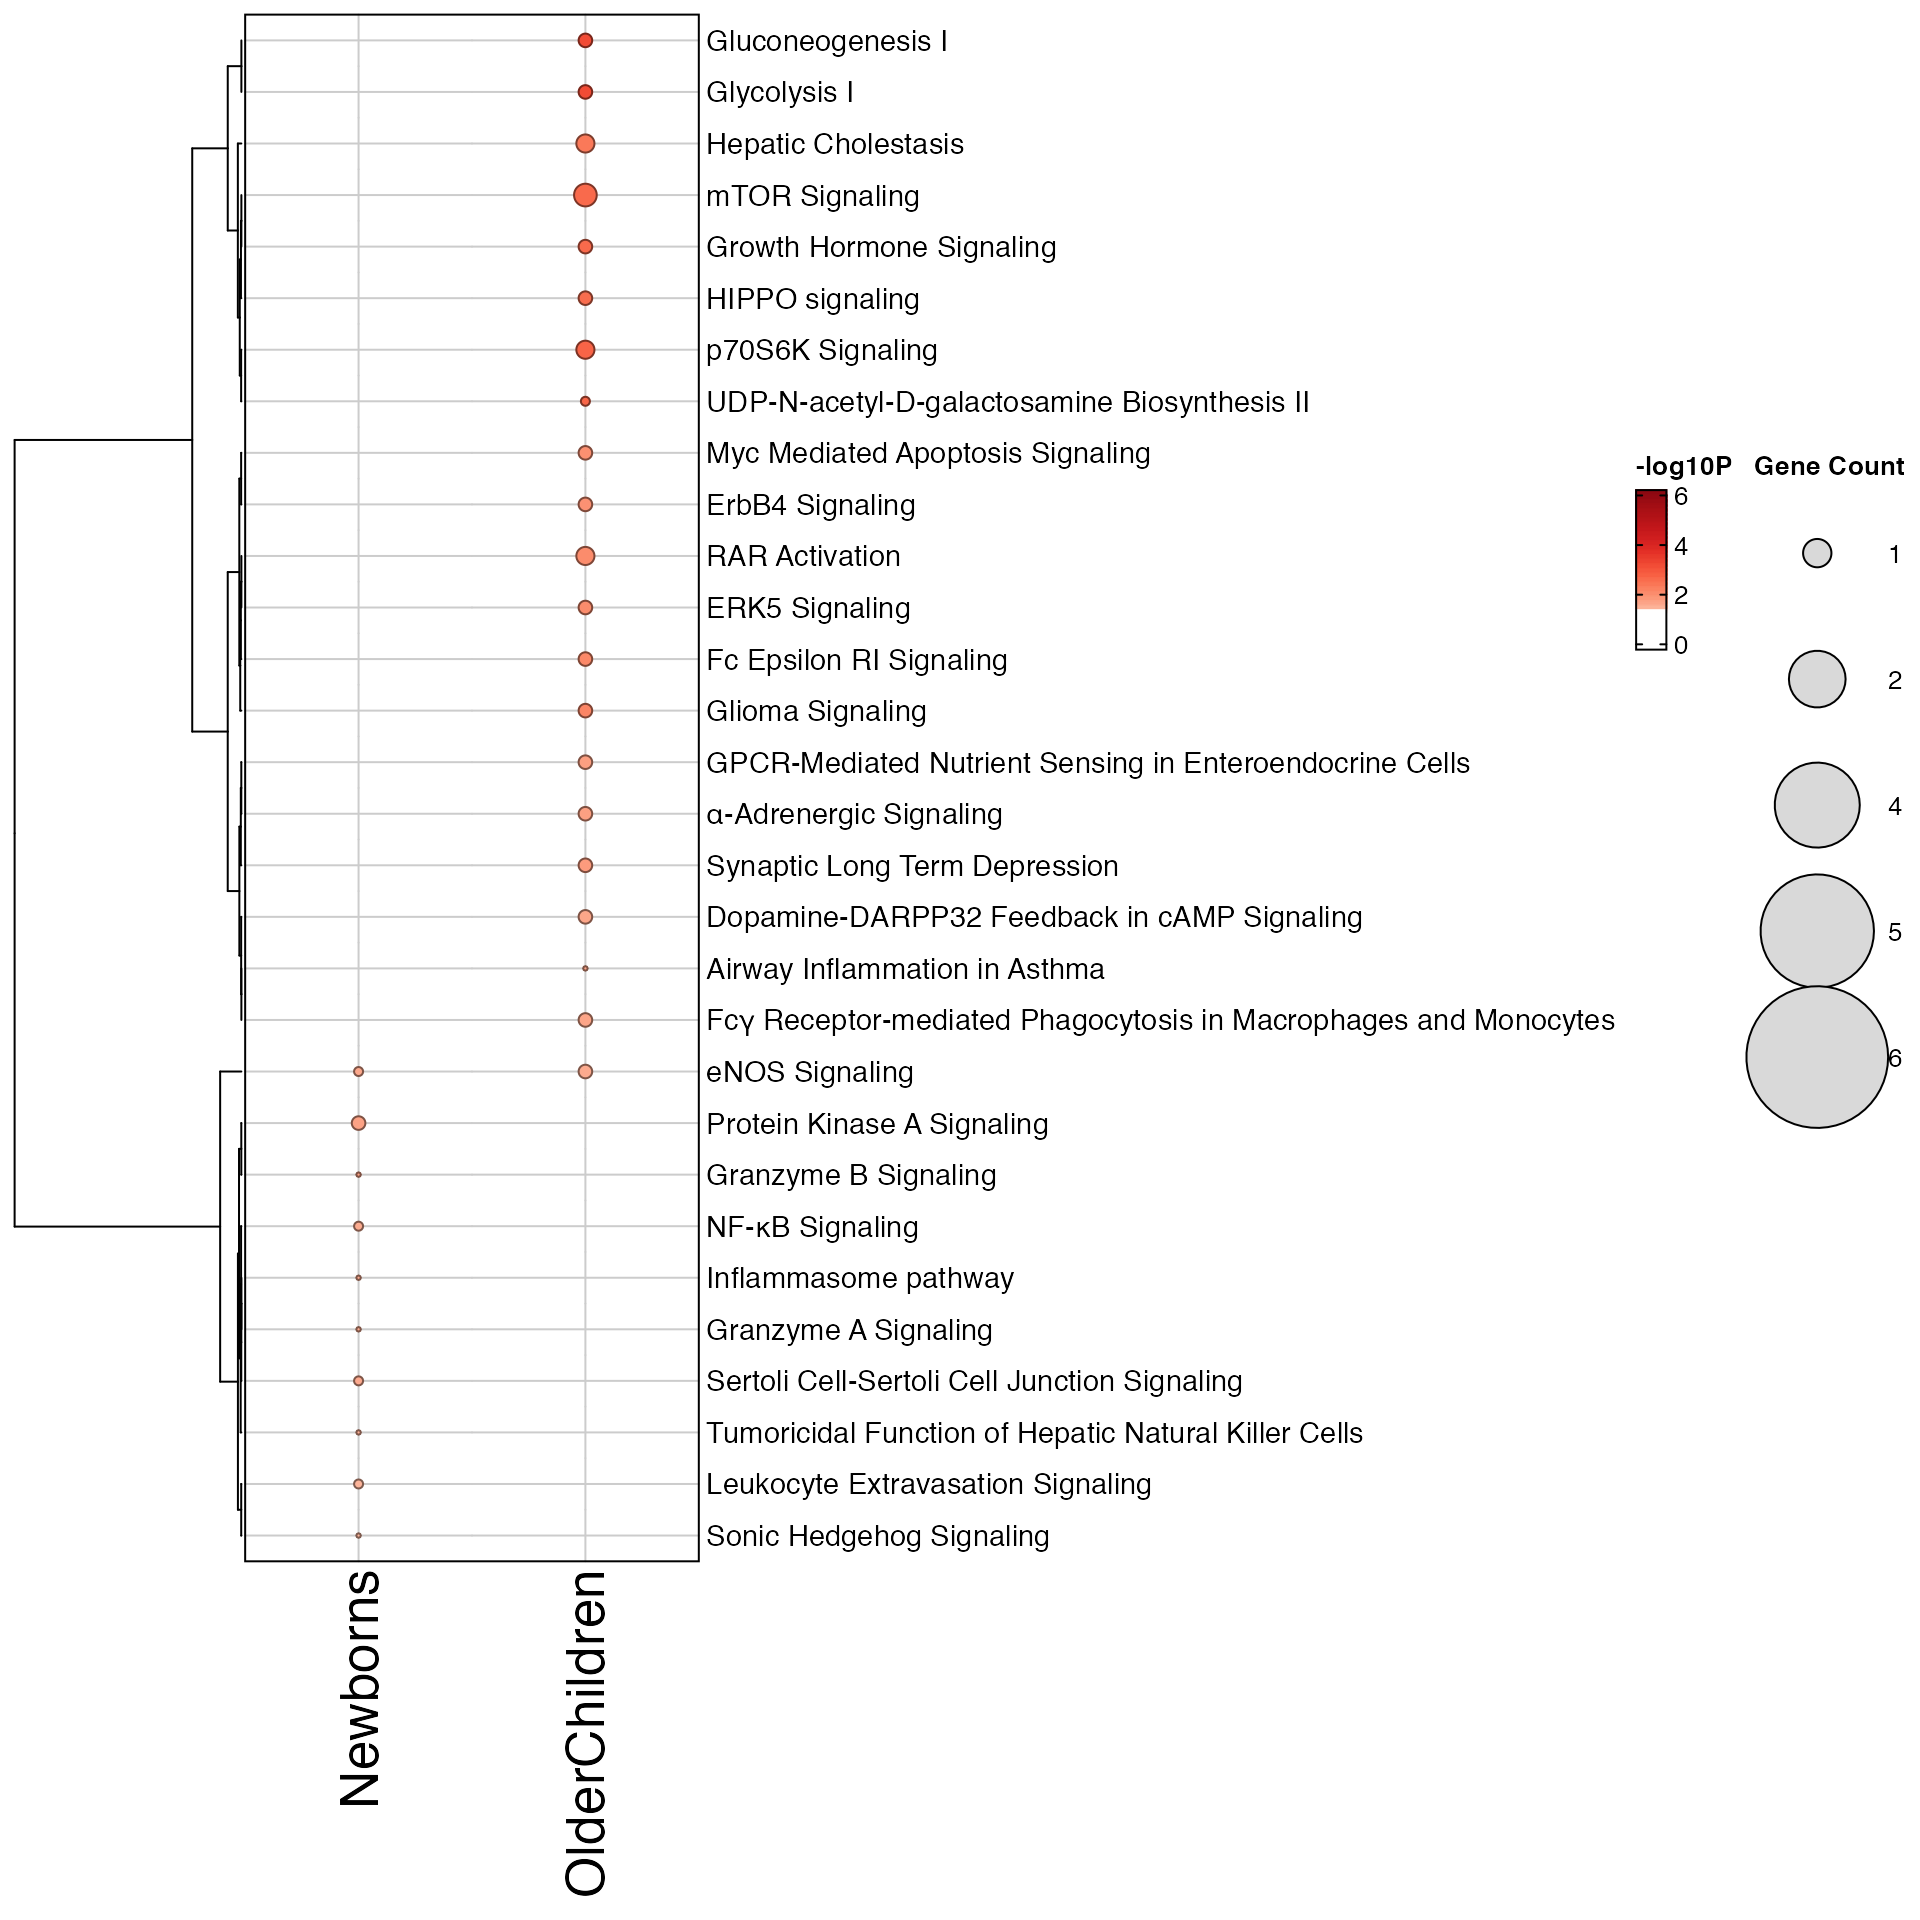 Gluconeogenesis I
Glycolysis I
Hepatic Cholestasis
mTOR Signaling
Growth Hormone Signaling
HIPPO signaling
p70S6K Signaling
UDP-N-acetyl-D-galactosamine Biosynthesis II
Myc Mediated Apoptosis Signaling
ErbB4 Signaling
RAR Activation
ERK5 Signaling
Fc Epsilon RI Signaling
Glioma Signaling
GPCR-Mediated Nutrient Sensing in Enteroendocrine Cells
α-Adrenergic Signaling
Synaptic Long Term Depression
Dopamine-DARPP32 Feedback in cAMP Signaling
Airway Inflammation in Asthma
Fcγ Receptor-mediated Phagocytosis in Macrophages and Monocytes
eNOS Signaling
Protein Kinase A Signaling
Granzyme B Signaling
NF-κB Signaling
Inflammasome pathway
Granzyme A Signaling
Sertoli Cell-Sertoli Cell Junction Signaling
Tumoricidal Function of Hepatic Natural Killer Cells
Leukocyte Extravasation Signaling
Sonic Hedgehog Signaling
Newborns
OlderChildren
-log10P
6
4
2
0
Gene Count
1
2
4
5
6